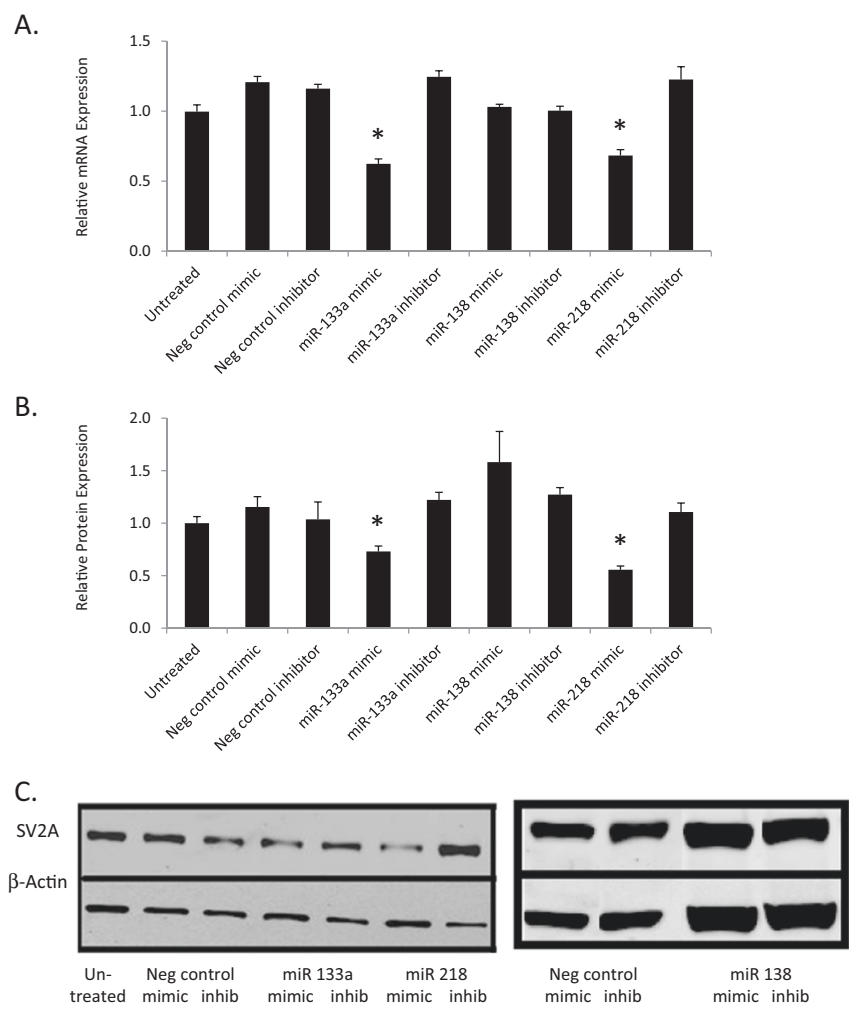 A.
Relative mRNA Expression
1.5
1.0
0.5
0.0
*
*
Untreated
Neg control mimic
Neg control inhibitor
miR-133a mimic
miR-133a inhibitor
miR-138 mimic
miR-138 inhibitor
miR-218 mimic
miR-218 inhibitor
B.
Relative Protein Expression
2.0
1.5
1.0
0.5
0.0
*
*
Untreated
Neg control mimic
Neg control inhibitor
miR-133a mimic
miR-133a inhibitor
miR-138 mimic
miR-138 inhibitor
miR-218 mimic
miR-218 inhibitor
C.
SV2A
β-Actin
Un-
treated
Neg control
mimic inhib
miR 133a
mimic inhib
miR 218
mimic inhib
Neg control
mimic inhib
miR 138
mimic inhib